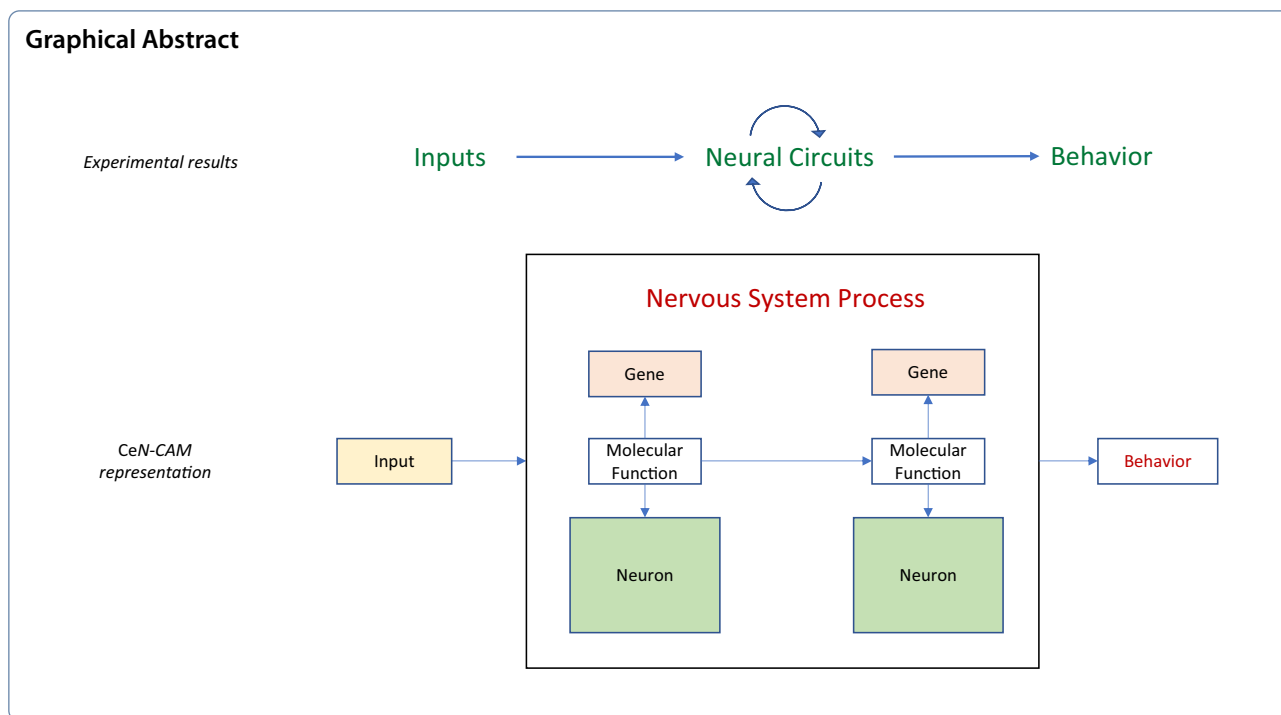 Graphical Abstract
Experimental results
Inputs
Neural Circuits
Behavior
Nervous System Process
Gene
Gene
CeN-CAM
representation
Input
Molecular
Function
Molecular
Function
Behavior
Neuron
Neuron